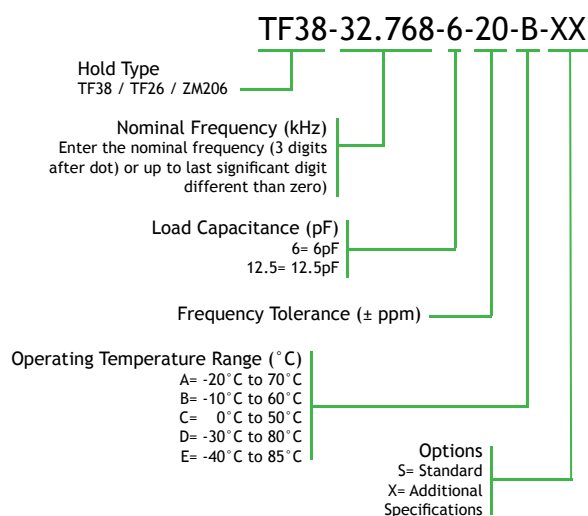 TF38-32.768-6-20-B-XX
Hold Type
TF38 / TF26 / ZM206
Nominal Frequency (kHz)
Enter the nominal frequency (3 digits
after dot) or up to last significant digit
different than zero)
Load Capacitance (pF)
6= 6pF
12.5= 12.5pF
Frequency Tolerance (± ppm)
Operating Temperature Range (°C)
A= -20°C to 70°C
B= -10°C to 60°C
C= 0°C to 50°C
D= -30°C to 80°C
E= -40°C to 85°C
Options
S= Standard
X= Additional
Specifications